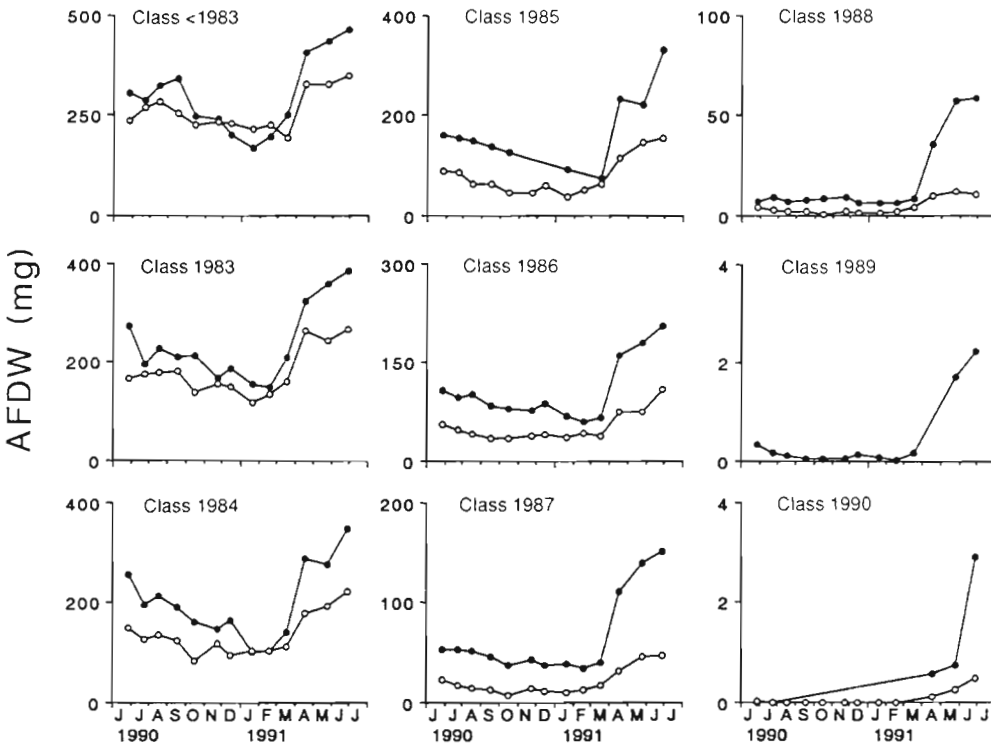 AFDW (mg)
Class <1983
500
250
0
Class 1985
400
200
0
Class 1988
100
50
0
Class 1983
400
200
0
Class 1986
300
150
0
Class 1989
4
2
0
Class 1984
400
200
0
J J A S O N D J F M A M J J
1990 1991
Class 1987
200
100
0
J J A S O N D J F M A M J J
1990 1991
Class 1990
4
2
0
J J A S O N D J F M A M J J
1990 1991